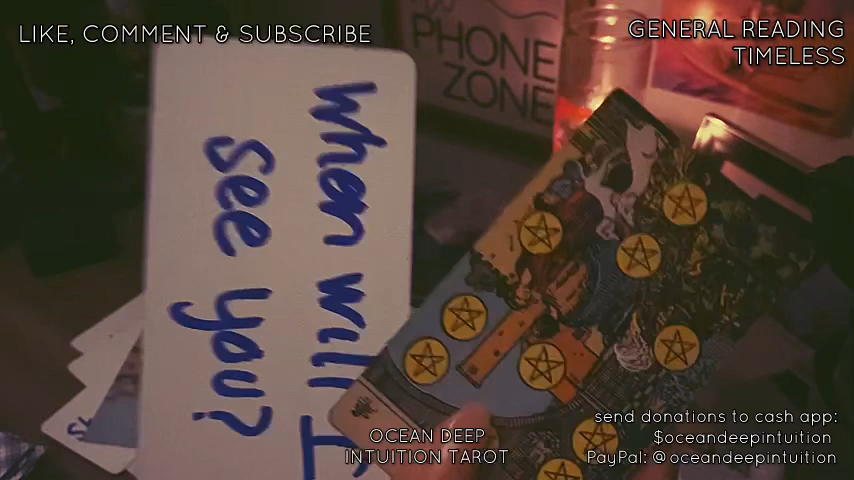 LIKE, COMMENT & SUBSCRIBE
GENERAL READING
TIMELESS
PHONE
ZONE
When will I
see you?
OCEAN DEEP
INTUITION TAROT
send donations to cash app:
$oceandeepintuition
PayPal: @oceandeepintuition